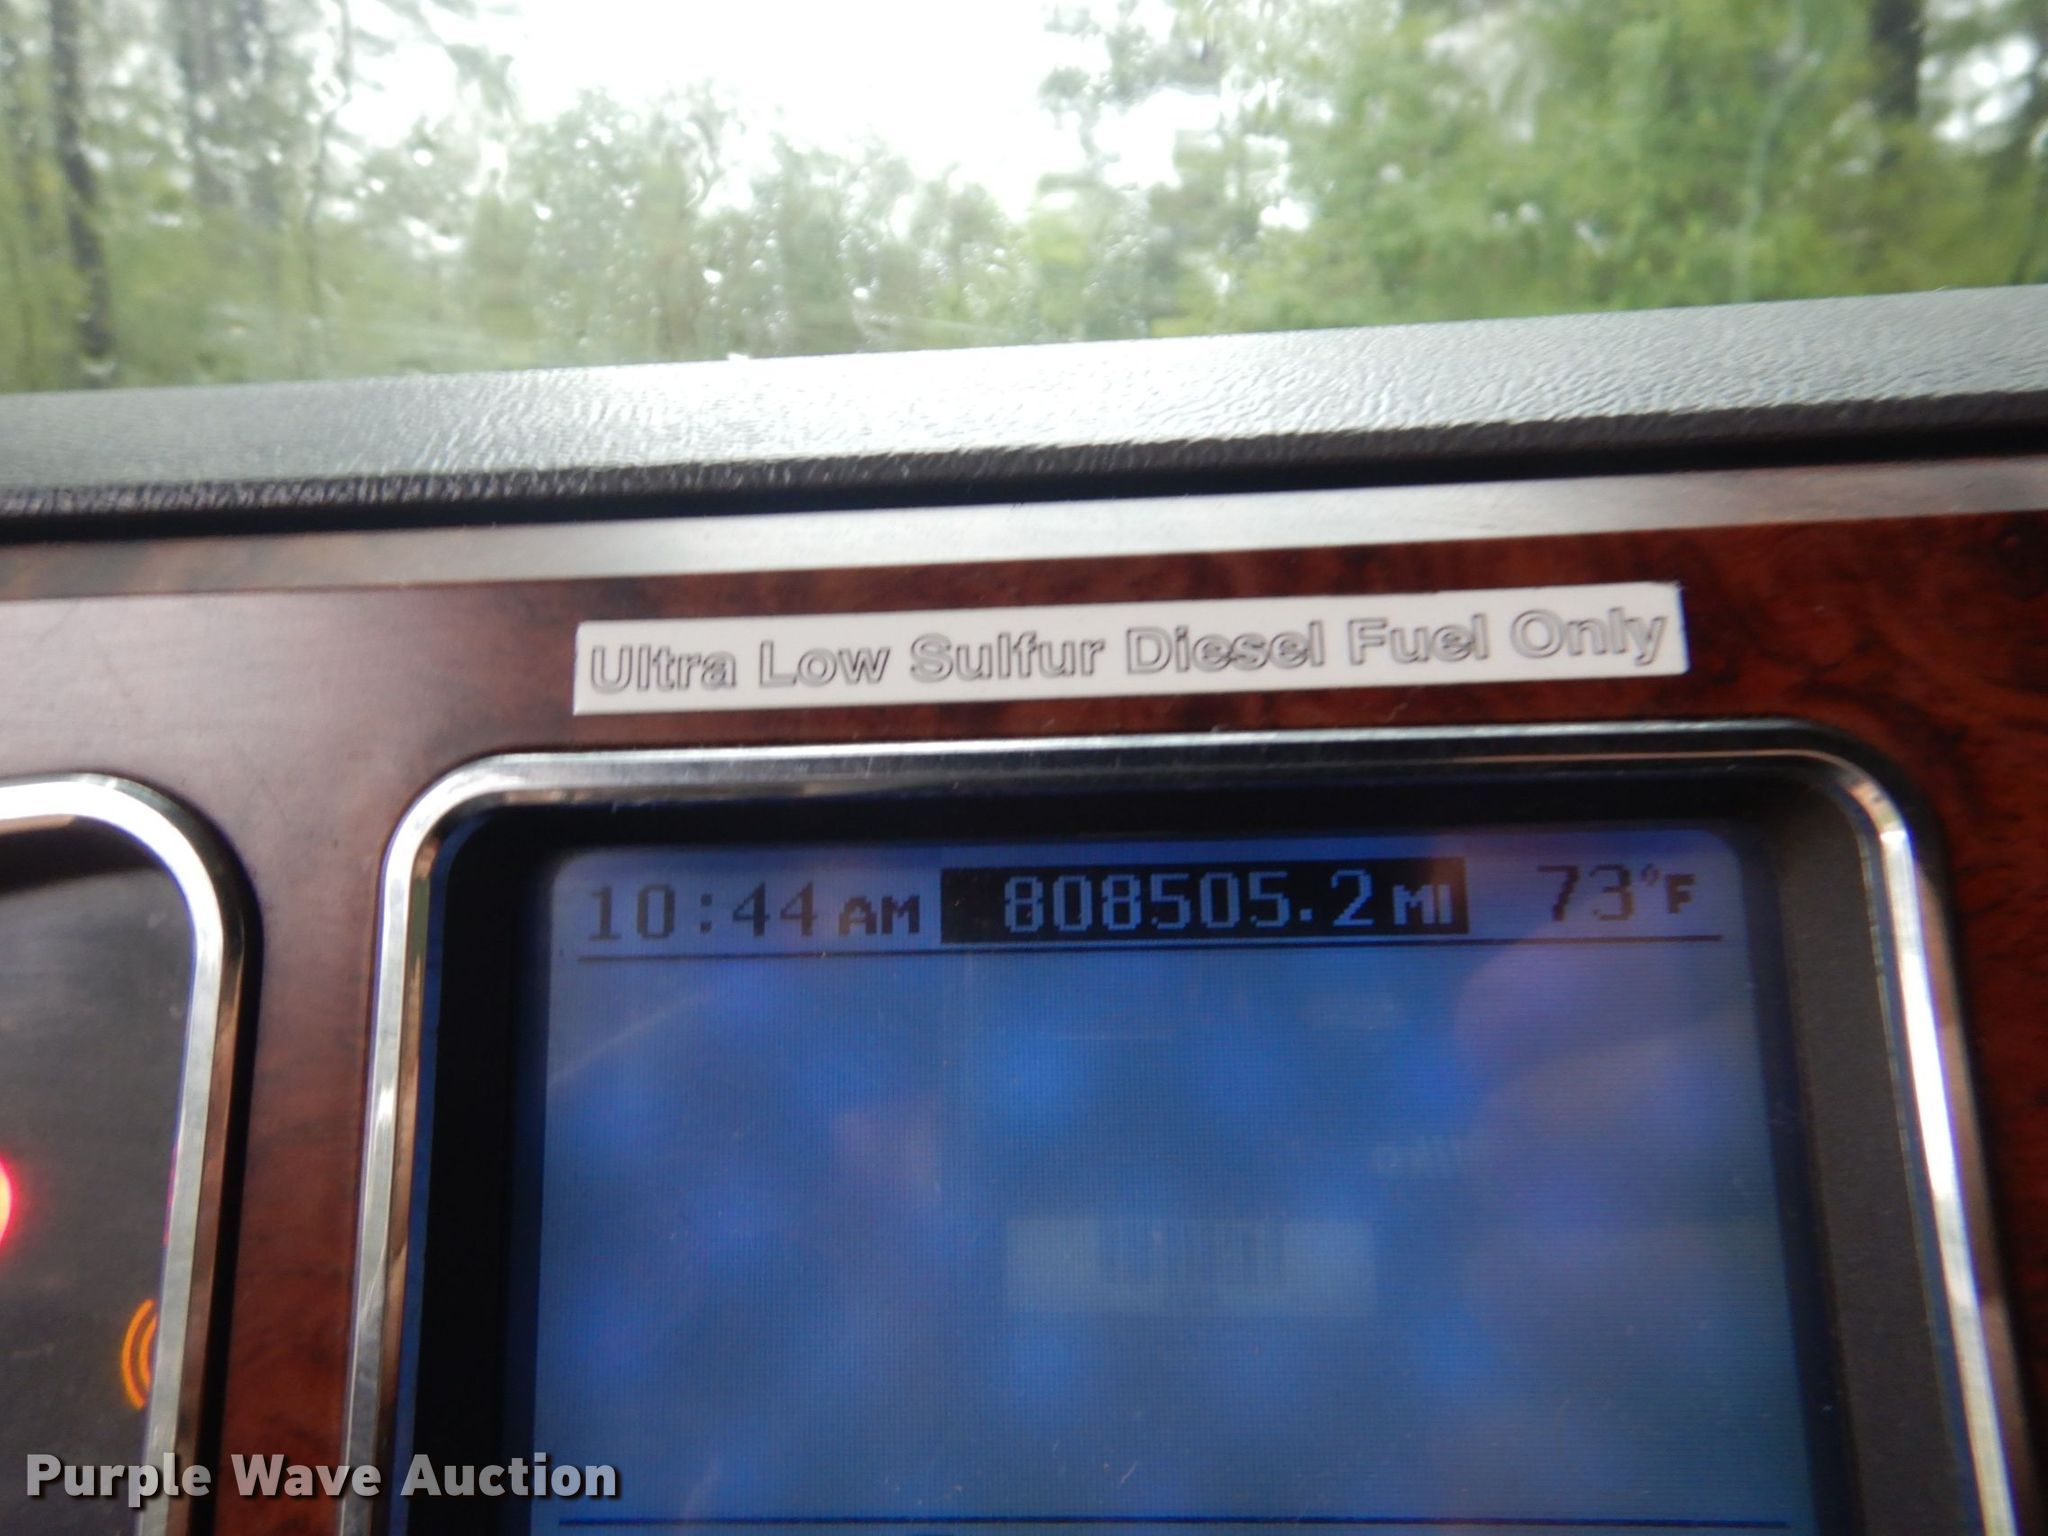 Ultra Low Sulfur Diesel Fuel Only
10:44 AM 808505.2 MI 73°F
Purple Wave Auction